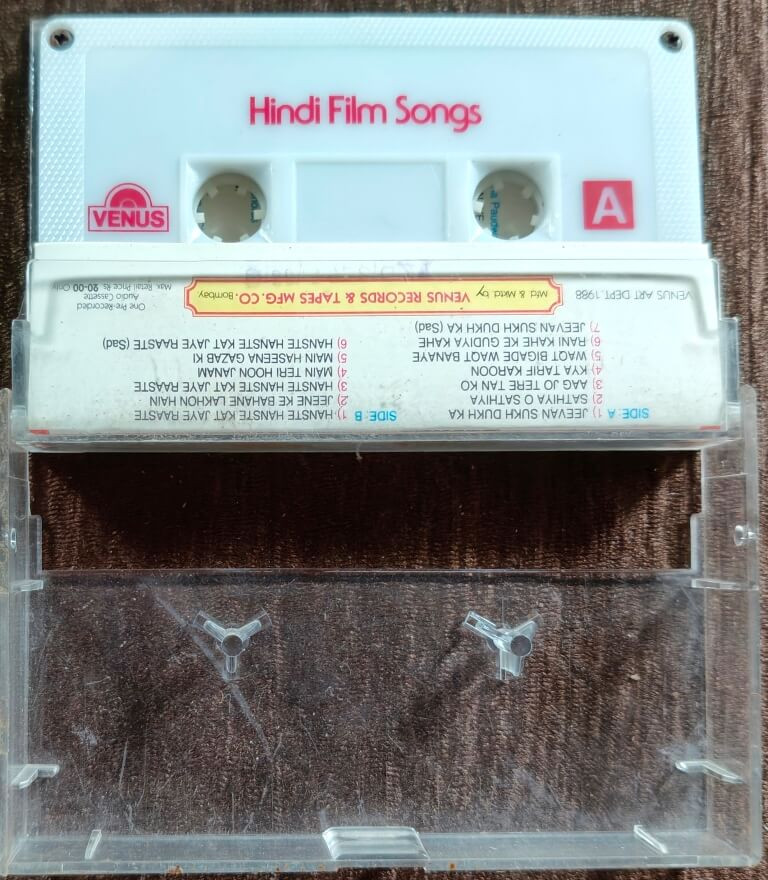 Hindi Film Songs
VENUS
A
SIDE: A 1) JEEVAN SUKH DUKH KA
2) SATHIYA O SATHIYA
3) AAG JO TERE TAN KO
4) KYA TARIF KAROON
5) WAQT BIGADE WAQT BANAYE
6) RANI KAHE KE GUDIYA KAHE
7) JEEVAN SUKH DUKH KA (Sad)
SIDE: B 1) HANSTE HANSTE KAT JAYE RAASTE
2) JEENE KE BAHANE LAKHON HAIN
3) HANSTE HANSTE KAT JAYE RAASTE
4) MAIN TERI HOON JANAM
5) MAIN HASEENA GAZAB KI
6) HANSTE HANSTE KAT JAYE RAASTE (Sad)
VENUS ART DEPT. 1988
Mfd. & Mktd. by VENUS RECORDS & TAPES MFG. CO. Bombay.
One Pre-Recorded
Audio Cassette
Max Retail Price Rs 20-00 Only